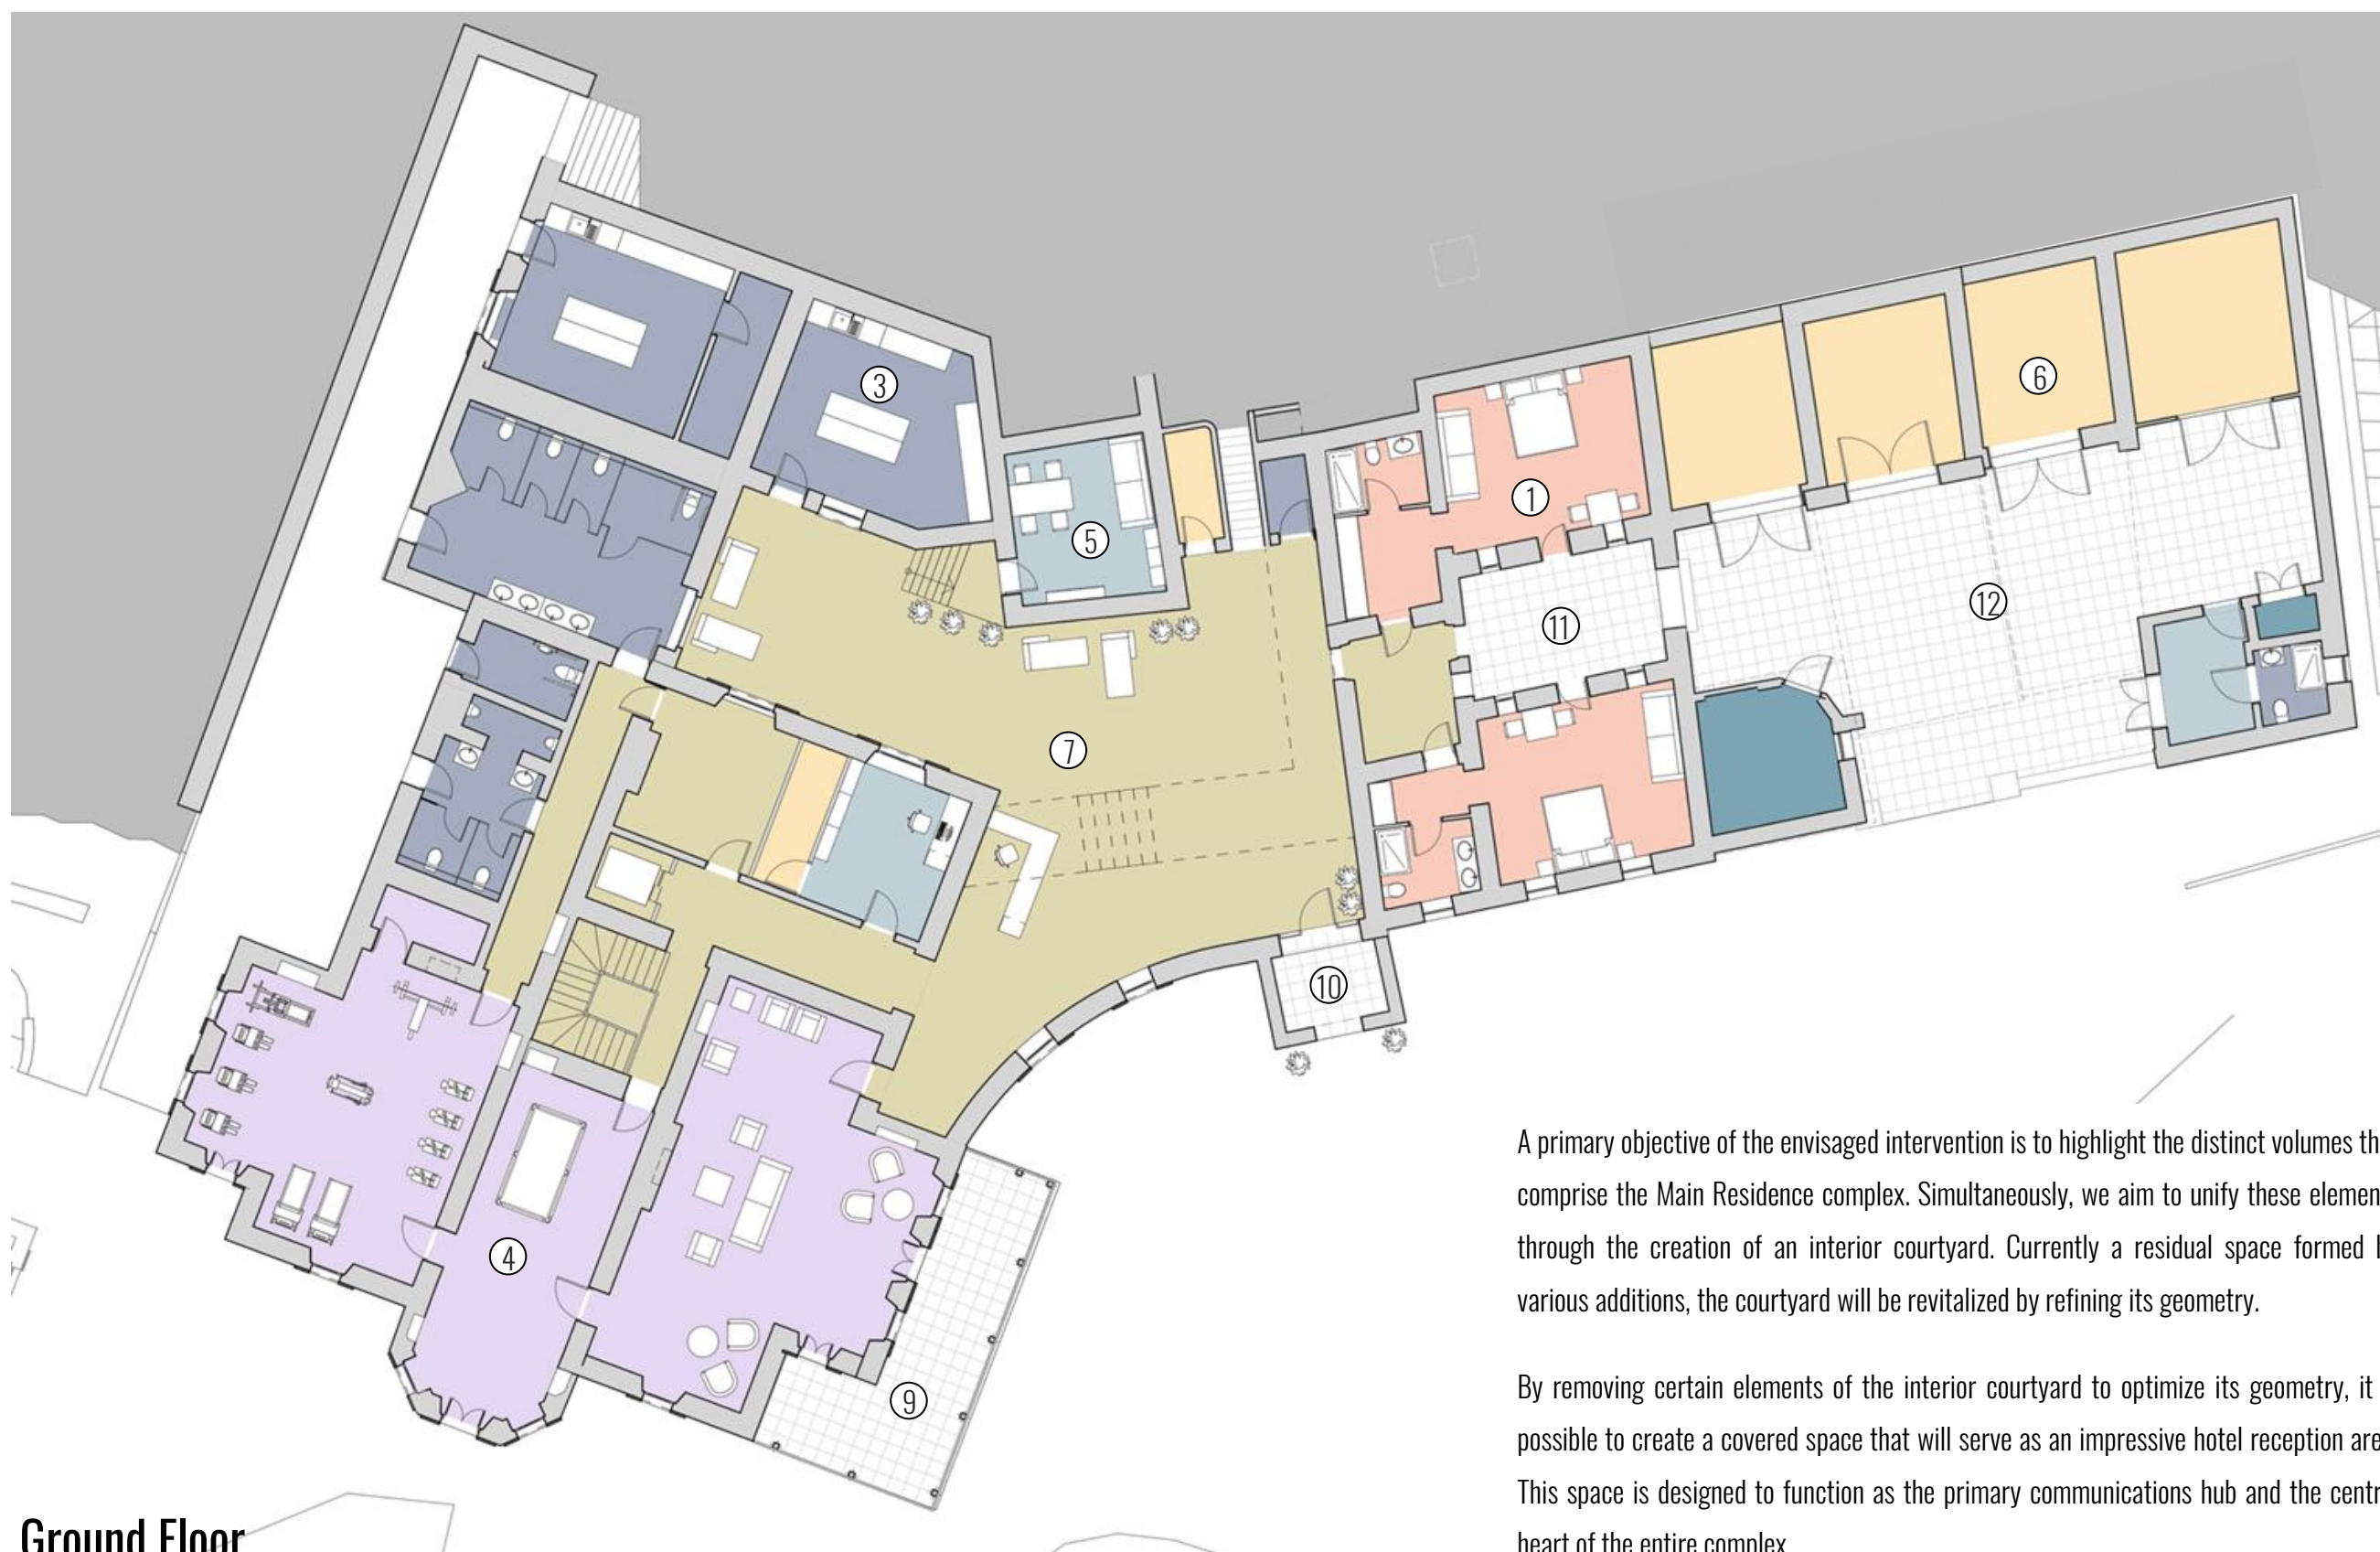 3
6
1
5
12
11
7
10
4
9
A primary objective of the envisaged intervention is to highlight the distinct volumes
comprise the Main Residence complex. Simultaneously, we aim to unify these
through the creation of an interior courtyard. Currently a residual space formed
various additions, the courtyard will be revitalized by refining its geometry.
By removing certain elements of the interior courtyard to optimize its geometry, it
possible to create a covered space that will serve as an impressive hotel reception
This space is designed to function as the primary communications hub and the
heart of the entire complex
Ground Floor